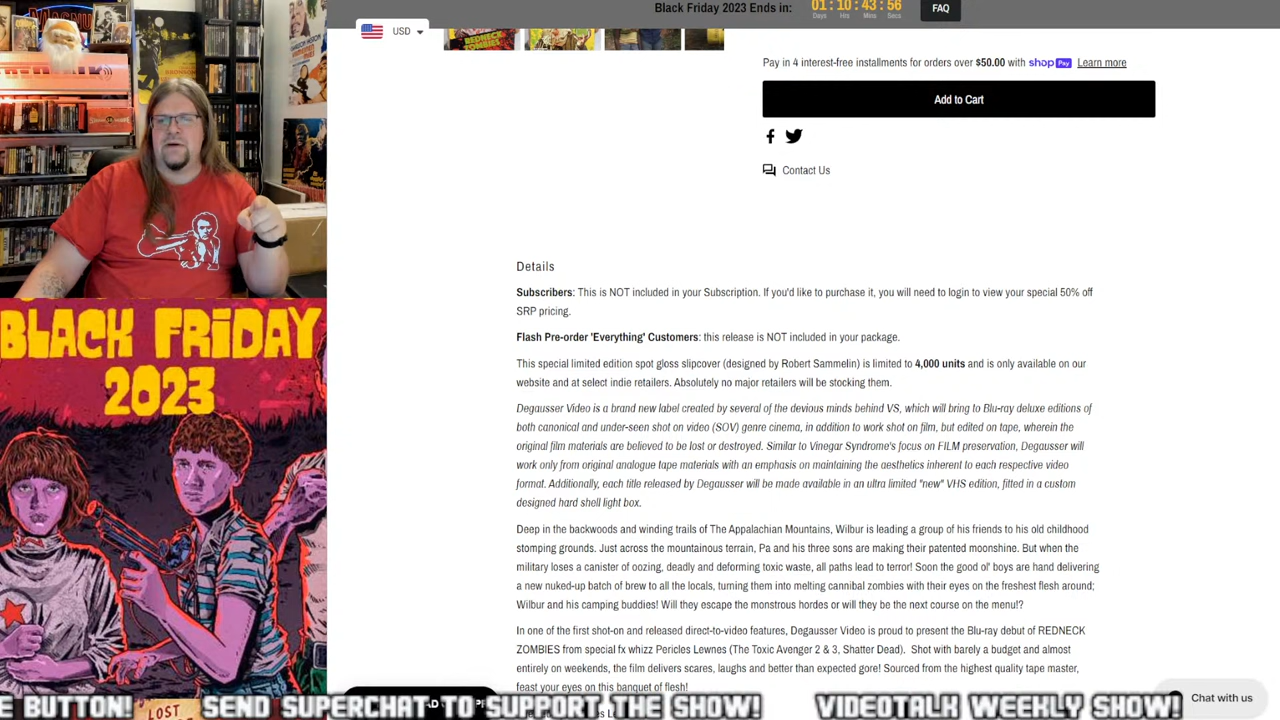 Black Friday 2023 Ends in:
01:10:43:56
Days Hrs Mins Secs
FAQ
USD
REDNECK ZOMBIES
Pay in 4 interest-free installments for orders over $50.00 with shop Pay Learn more
Add to Cart
Contact Us
Details
Subscribers: This is NOT included in your Subscription. If you'd like to purchase it, you will need to login to view your special 50% off
SRP pricing.
Flash Pre-order 'Everything' Customers: this release is NOT included in your package.
This special limited edition spot gloss slipcover (designed by Robert Sammelin) is limited to 4,000 units and is only available on our
website and at select indie retailers. Absolutely no major retailers will be stocking them.
Degausser Video is a brand new label created by several of the devious minds behind VS, which will bring to Blu-ray deluxe editions of
both canonical and under-seen shot on video (SOV) genre cinema, in addition to work shot on film, but edited on tape, wherein the
original film materials are believed to be lost or destroyed. Similar to Vinegar Syndrome's focus on FILM preservation, Degausser will
work only from original analogue tape materials with an emphasis on maintaining the aesthetics inherent to each respective video
format. Additionally, each title released by Degausser will be made available in an ultra limited "new" VHS edition, fitted in a custom
designed hard shell light box.
Deep in the backwoods and winding trails of The Appalachian Mountains, Wilbur is leading a group of his friends to his old childhood
stomping grounds. Just across the mountainous terrain, Pa and his three sons are making their patented moonshine. But when the
military loses a canister of oozing, deadly and deforming toxic waste, all paths lead to terror! Soon the good ol' boys are hand delivering
a new nuked-up batch of brew to all the locals, turning them into melting cannibal zombies with their eyes on the freshest flesh around;
Wilbur and his camping buddies! Will they escape the monstrous hordes or will they be the next course on the menu!?
In one of the first shot-on and released direct-to-video features, Degausser Video is proud to present the Blu-ray debut of REDNECK
ZOMBIES from special fx whizz Pericles Lewnes (The Toxic Avenger 2 & 3, Shatter Dead). Shot with barely a budget and almost
entirely on weekends, the film delivers scares, laughs and better than expected gore! Sourced from the highest quality tape master,
feast your eyes on this banquet of flesh!
Chat with us
BLACK FRiDAY
2023
LOST
E BUTTON! SEND SUPERCHAT TO SUPPORT THE SHOW! VIDEOTALK WEEKLY SHOW!